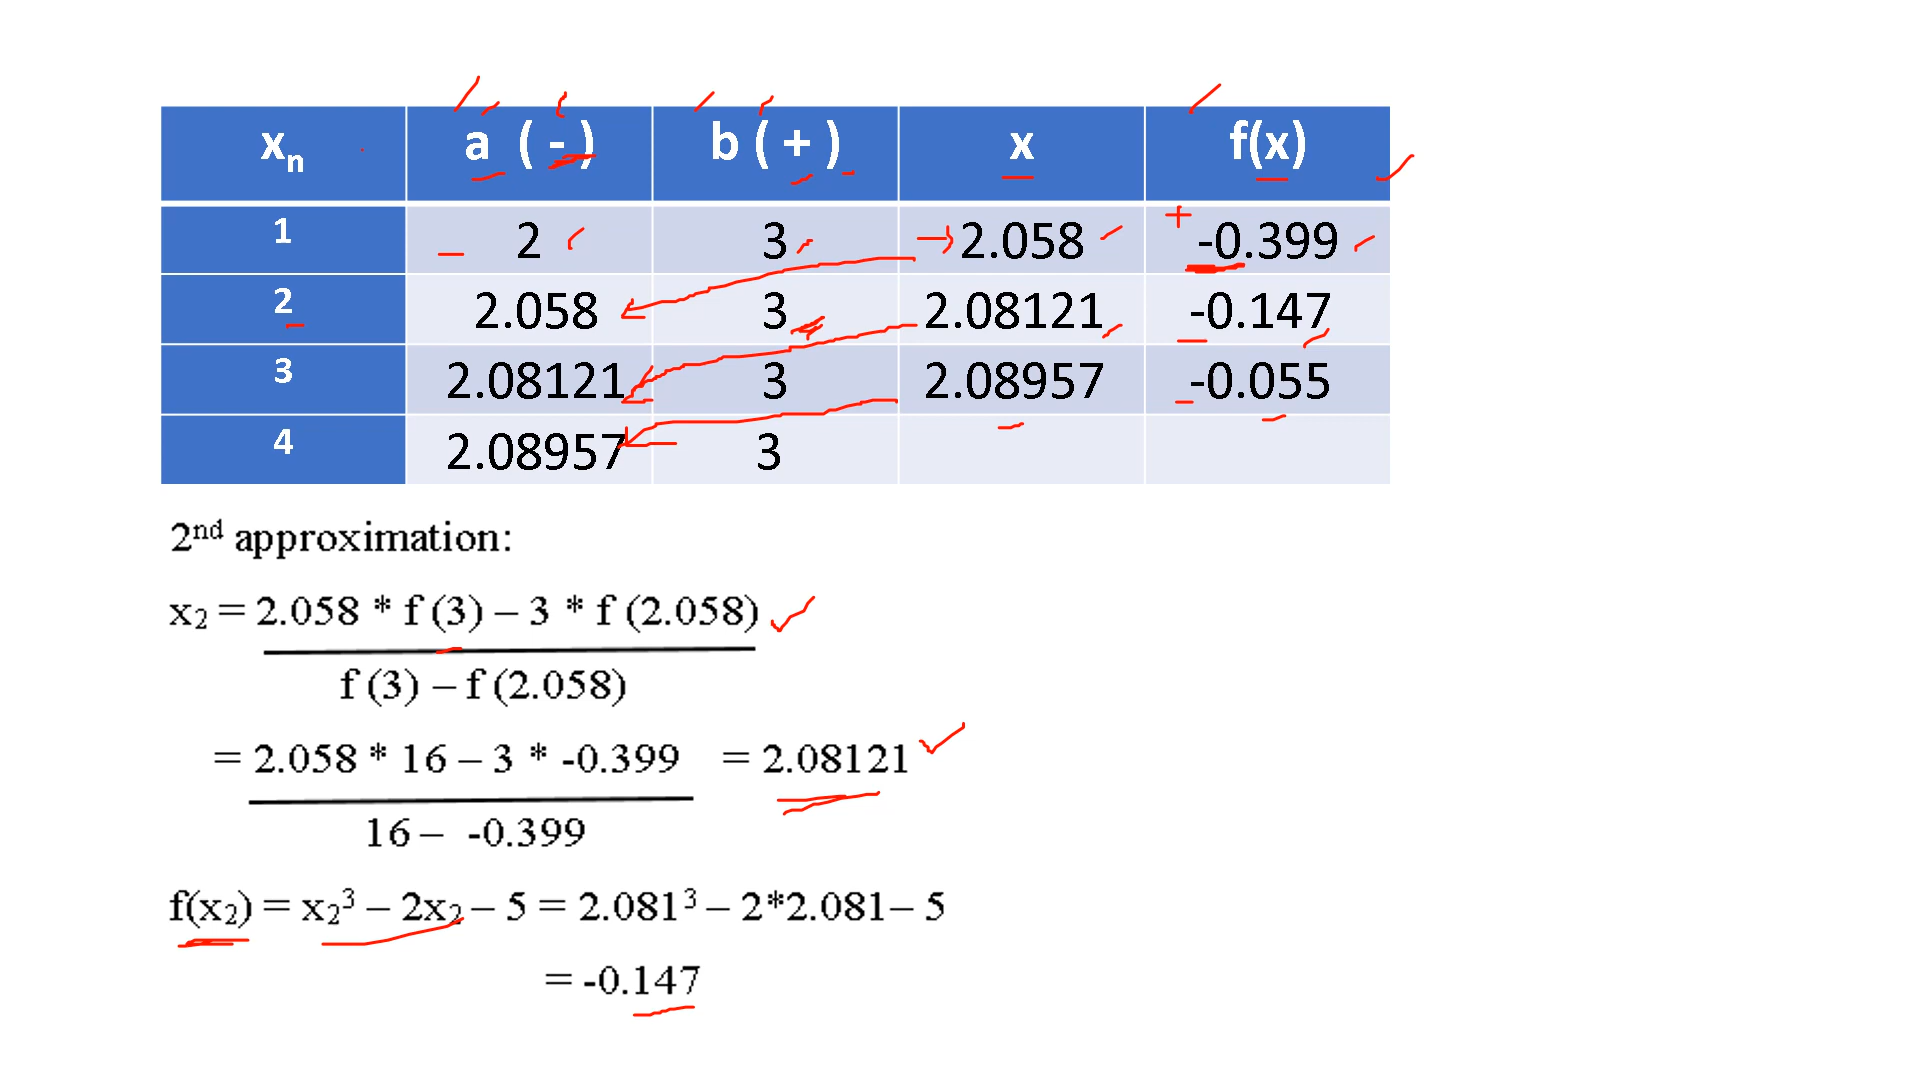 xn a ( - ) b ( + ) x f(x)
1 2 3 2.058 -0.399
2 2.058 3 2.08121 -0.147
3 2.08121 3 2.08957 -0.055
4 2.08957 3
2nd approximation:
x2 = 2.058 * f (3) – 3 * f (2.058)
f (3) – f (2.058)
= 2.058 * 16 – 3 * -0.399 = 2.08121
16 – -0.399
f(x2) = x2³ – 2x2 – 5 = 2.081³ – 2*2.081– 5
= -0.147